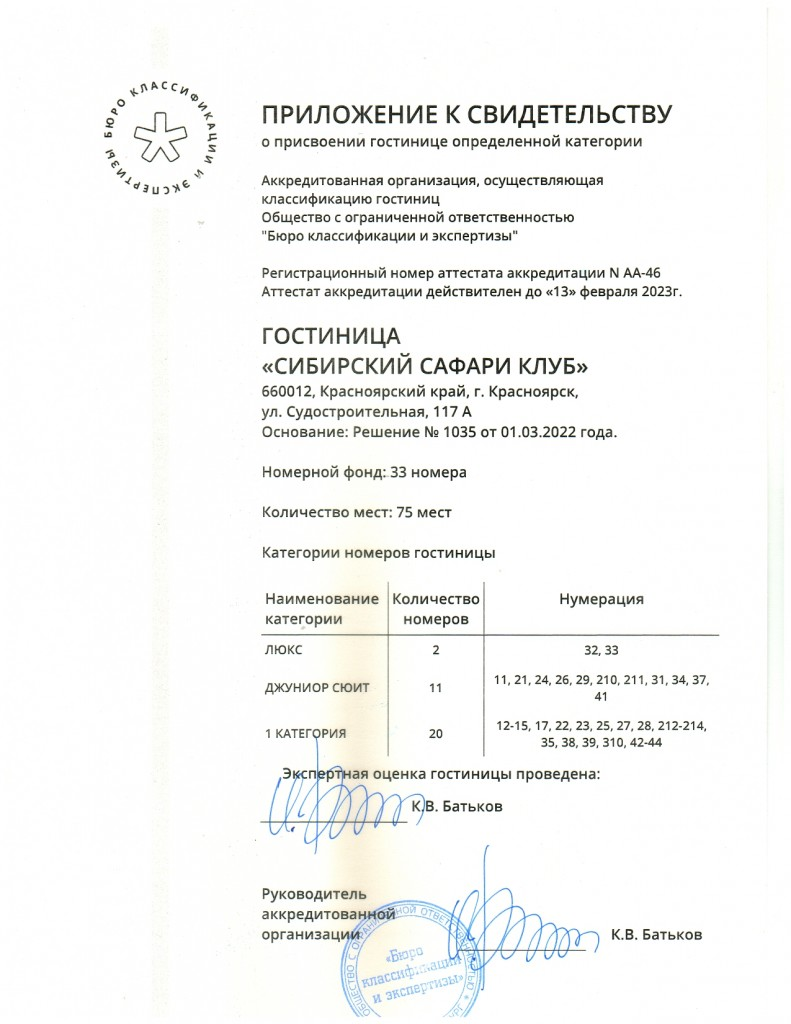 БЮРО КЛАССИФИКАЦИИ И ЭКСПЕРТИЗЫ
ПРИЛОЖЕНИЕ К СВИДЕТЕЛЬСТВУ
о присвоении гостинице определенной категории
Аккредитованная организация, осуществляющая
классификацию гостиниц
Общество с ограниченной ответственностью
"Бюро классификации и экспертизы"
Регистрационный номер аттестата аккредитации N АА-46
Аттестат аккредитации действителен до «13» февраля 2023г.
ГОСТИНИЦА
«СИБИРСКИЙ САФАРИ КЛУБ»
660012, Красноярский край, г. Красноярск,
ул. Судостроительная, 117 А
Основание: Решение № 1035 от 01.03.2022 года.
Номерной фонд: 33 номера
Количество мест: 75 мест
Категории номеров гостиницы
Наименование категории Количество номеров Нумерация
ЛЮКС 2 32, 33
ДЖУНИОР СЮИТ 11 11, 21, 24, 26, 29, 210, 211, 31, 34, 37,
41
1 КАТЕГОРИЯ 20 12-15, 17, 22, 23, 25, 27, 28, 212-214,
35, 38, 39, 310, 42-44
Экспертная оценка гостиницы проведена:
К.В. Батьков
Руководитель
аккредитованной
организации
К.В. Батьков
ОБЩЕСТВО С ОГРАНИЧЕННОЙ ОТВЕТСТВЕННОСТЬЮ
«Бюро
классификации
и экспертизы»